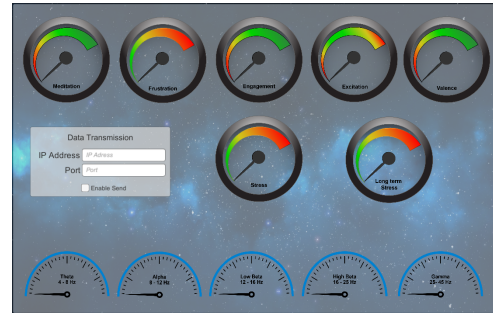 Meditation
Frustration
Engagement
Excitation
Valance
Data Transmission
IP Address IP Adress
Port Port
Enable Send
Stress
Long term
Stress
Theta
4 - 8 Hz
Alpha
8 - 12 Hz
Low Beta
12 - 16 Hz
High Beta
16 - 25 Hz
Gamma
25- 45 Hz